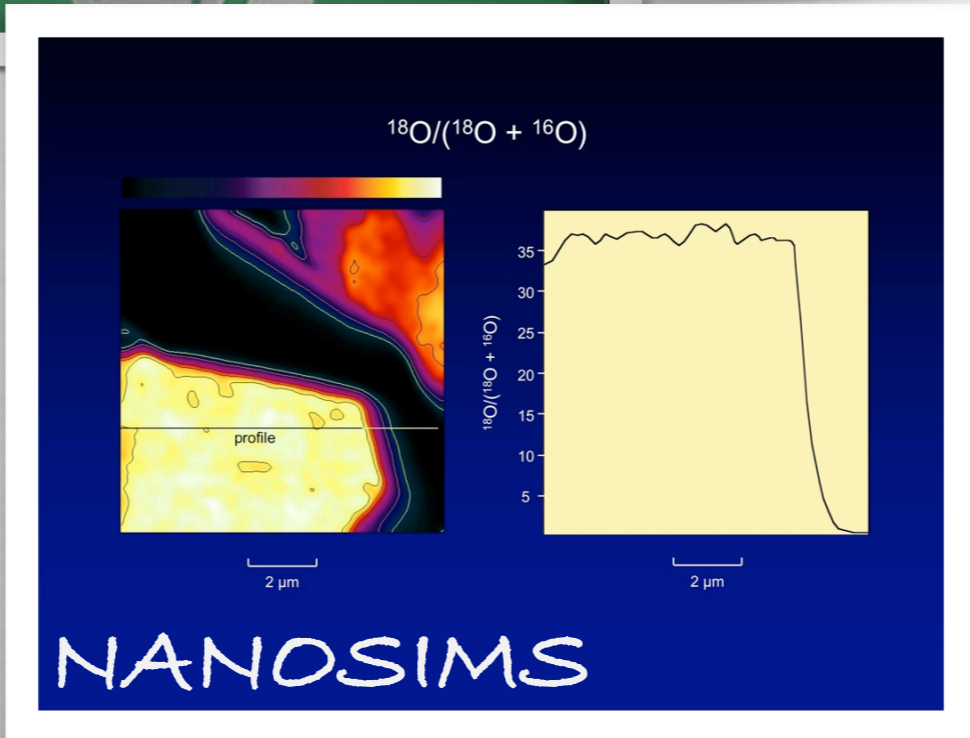 ¹⁸O/(¹⁸O + ¹⁶O)
profile
2 µm
¹⁸O/(¹⁸O + ¹⁶O)
35
30
25
20
15
10
5
2 µm
NANOSIMS